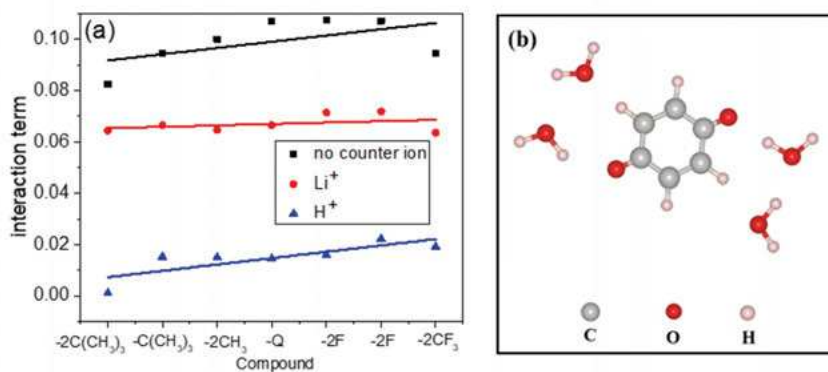 (a)
interaction term
0.10
0.08
0.06
0.04
0.02
0.00
no counter ion
Li⁺
H⁺
-2C(CH₃)₃
-C(CH₃)₃
-2CH₃
-Q
-2F
-2F
-2CF₃
Compound
(b)
C
O
H